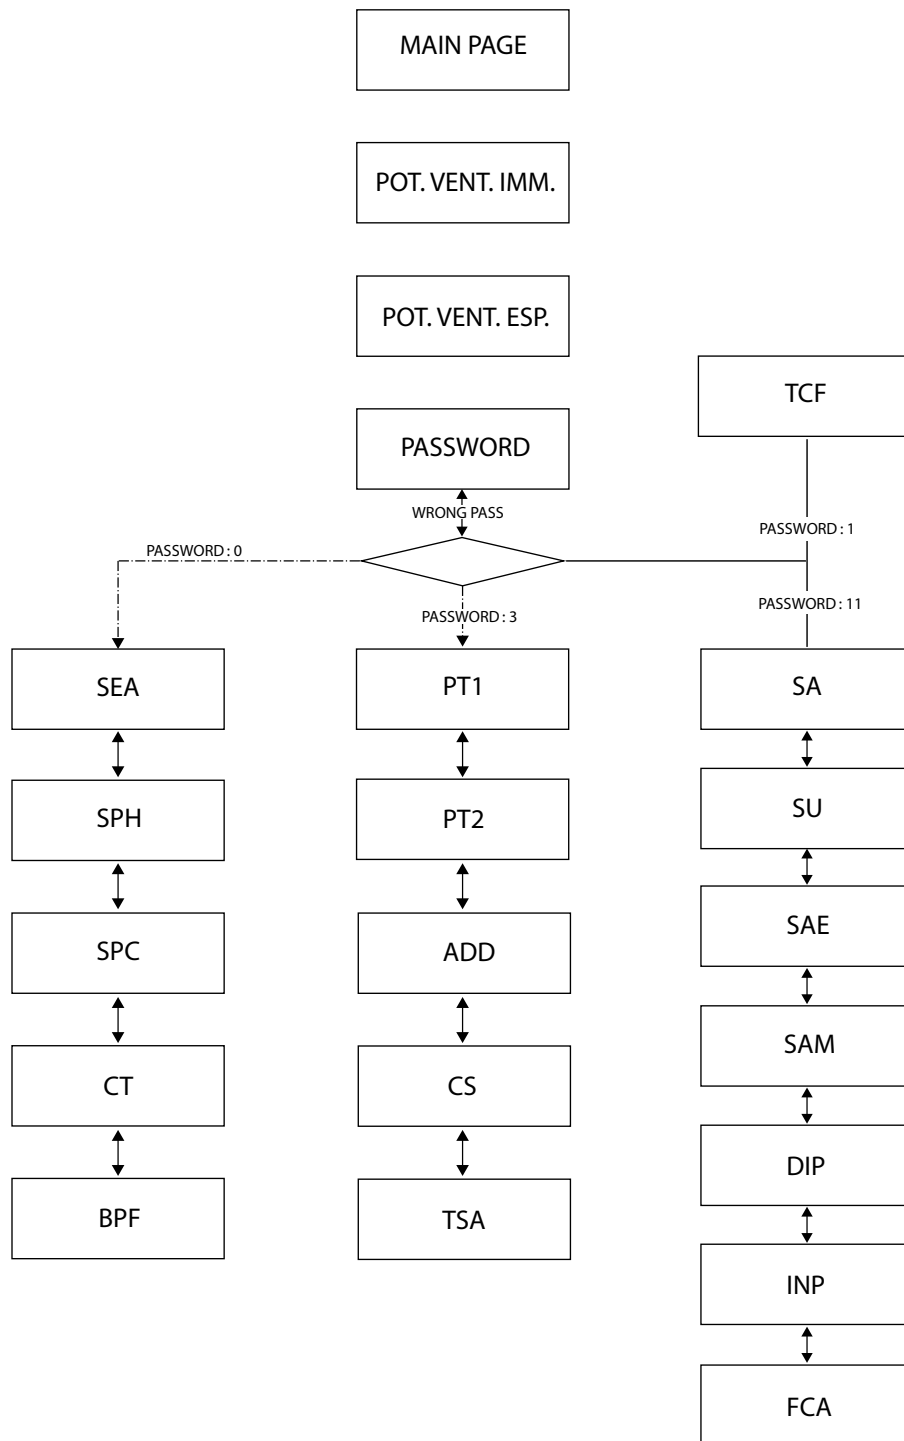 MAIN PAGE
POT. VENT. IMM.
POT. VENT. ESP.
TCF
PASSWORD
WRONG PASS
PASSWORD : 1
PASSWORD : 0
PASSWORD : 11
PASSWORD : 3
SEA
PT1
SA
SPH
PT2
SU
SPC
ADD
SAE
CT
CS
SAM
BPF
TSA
DIP
INP
FCA